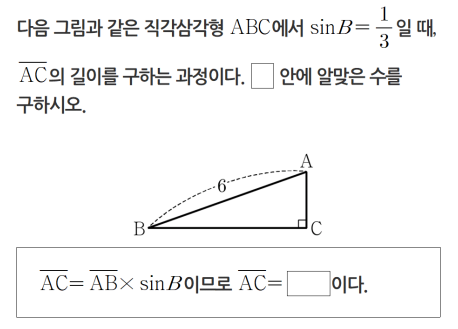 다음 그림과 같은 직각삼각형 ABC에서 sinB = 1/3 일 때,
AC의 길이를 구하는 과정이다. □ 안에 알맞은 수를
구하시오.
A
6
B
C
AC = AB × sinB이므로 AC = □이다.